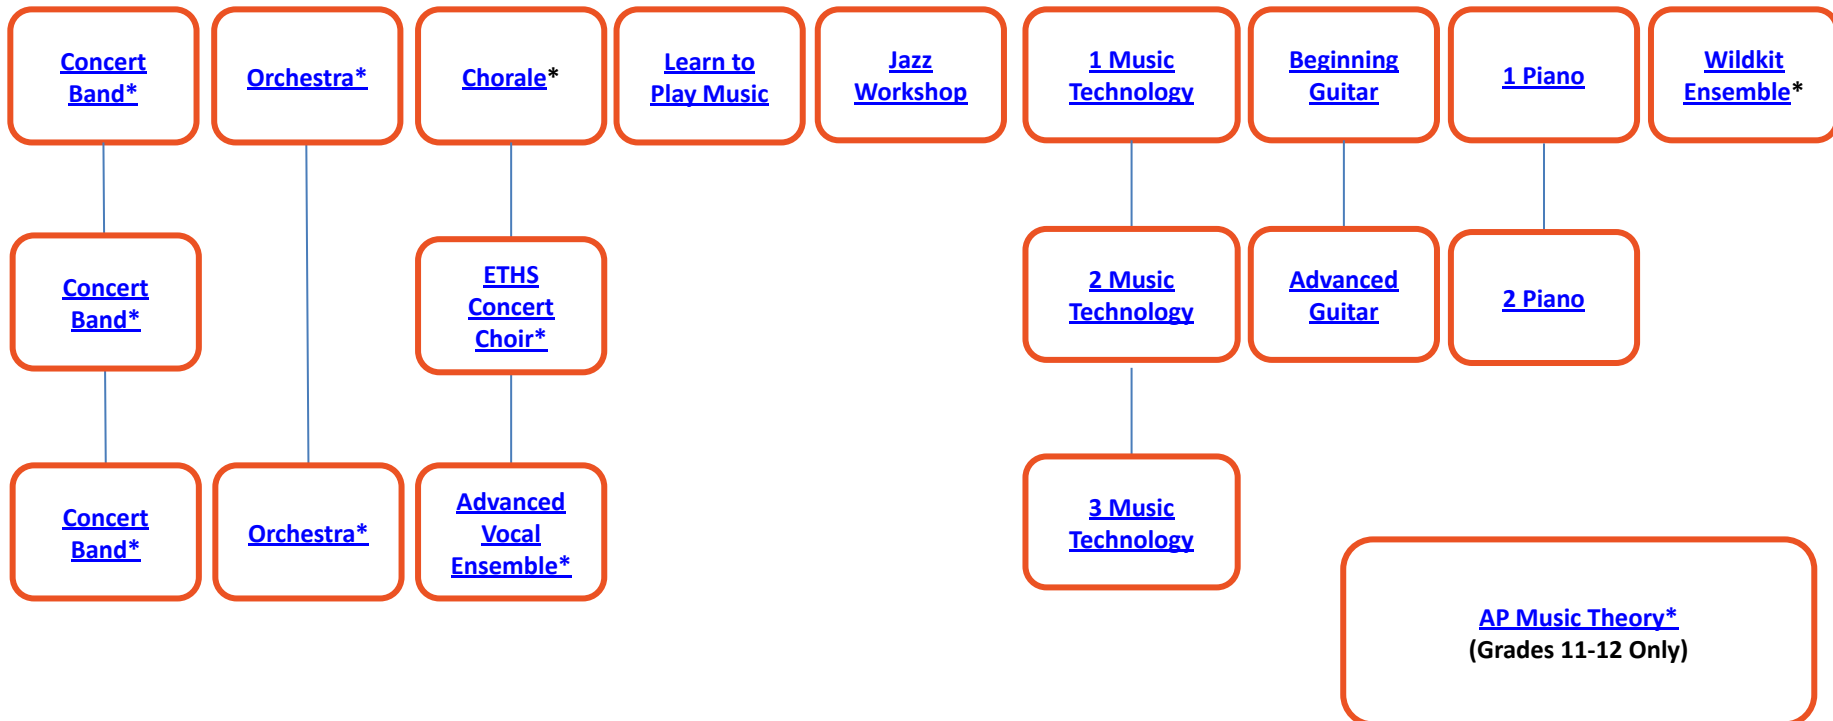 Concert
Band*
Orchestra*
Chorale*
Learn to
Play Music
Jazz
Workshop
1 Music
Technology
Beginning
Guitar
1 Piano
Wildkit
Ensemble*
Concert
Band*
ETHS
Concert
Choir*
2 Music
Technology
Advanced
Guitar
2 Piano
Concert
Band*
Orchestra*
Advanced
Vocal
Ensemble*
3 Music
Technology
AP Music Theory*
(Grades 11-12 Only)